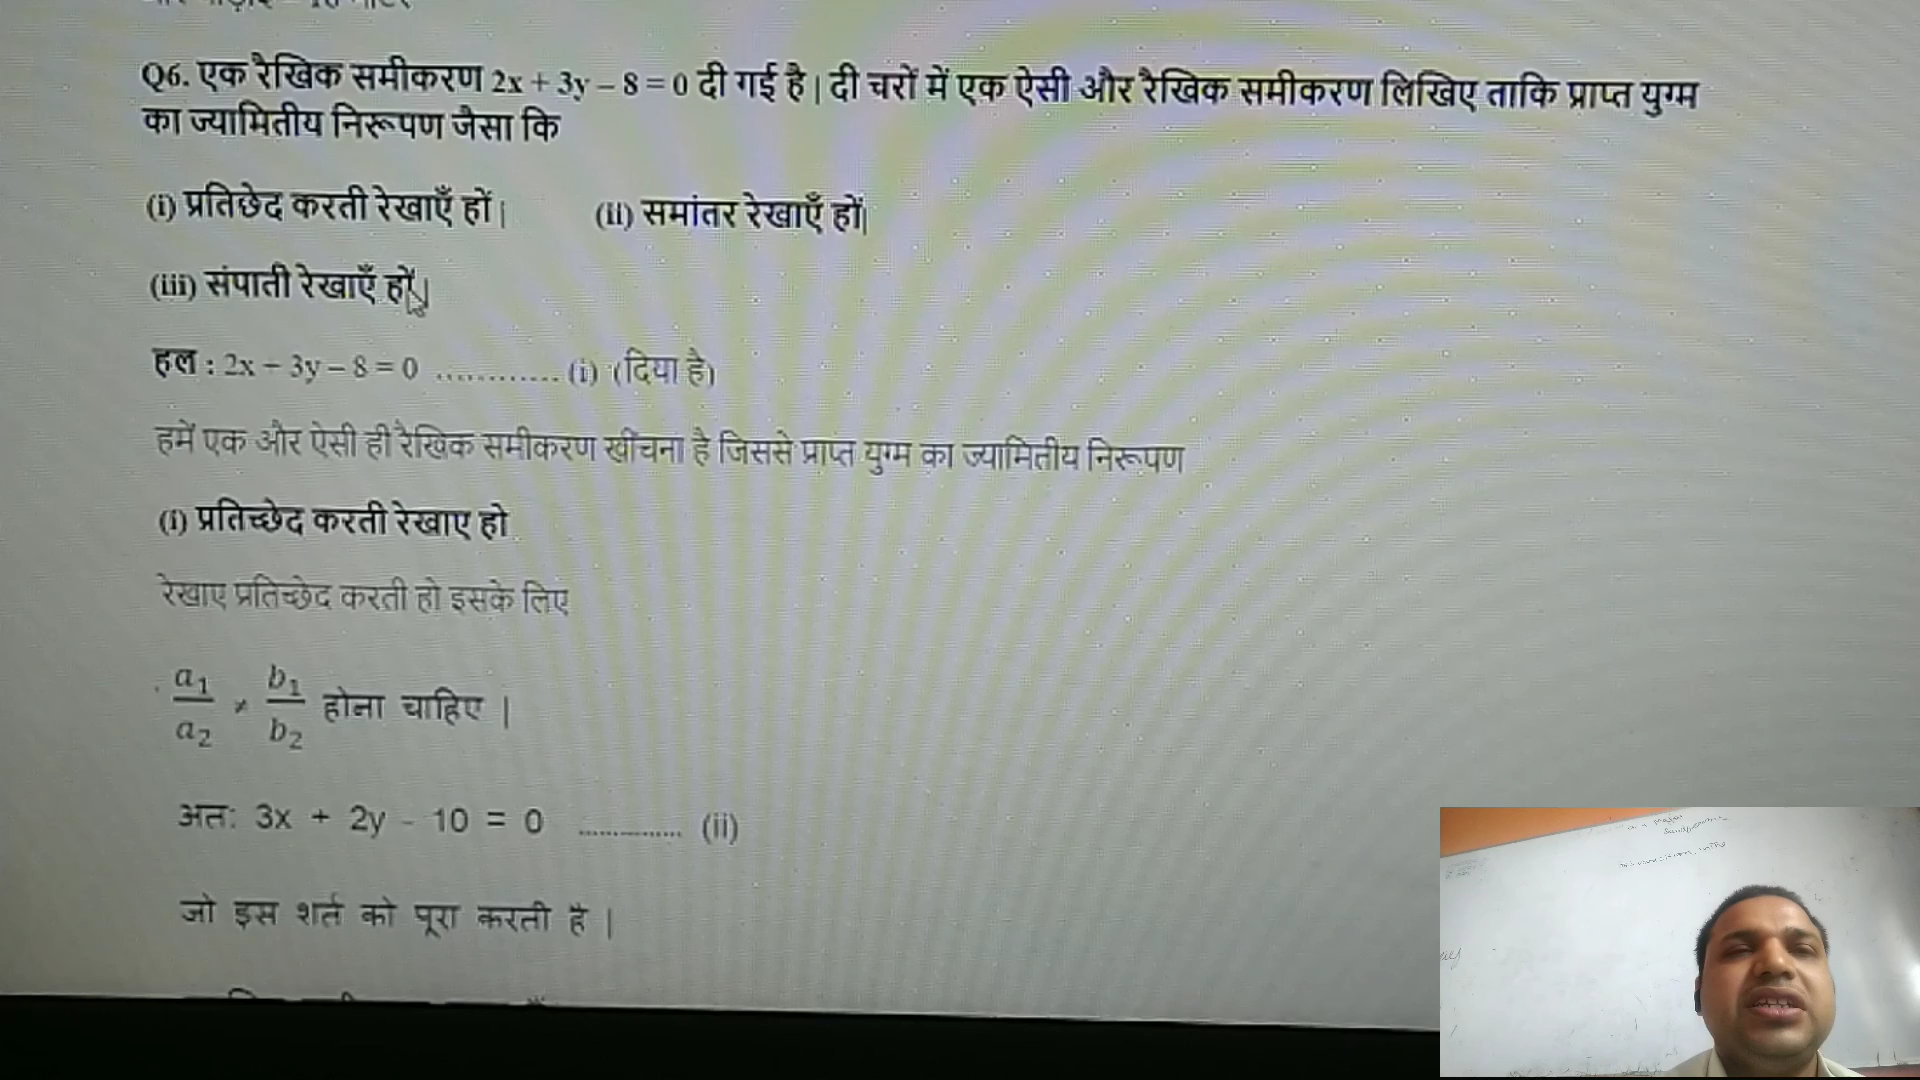 Q6. एक रैखिक समीकरण 2x + 3y – 8 = 0 दी गई है | दी चरों में एक ऐसी और रैखिक समीकरण लिखिए ताकि प्राप्त युग्म
का ज्यामितीय निरूपण जैसा कि
(i) प्रतिछेद करती रेखाएँ हों | (ii) समांतर रेखाएँ हों|
(iii) संपाती रेखाएँ हों |
हल : 2x – 3y – 8 = 0 ............ (i) (दिया है)
हमें एक और ऐसी ही रैखिक समीकरण खींचना है जिससे प्राप्त युग्म का ज्यामितीय निरूपण
(i) प्रतिच्छेद करती रेखाए हो
रेखाए प्रतिच्छेद करती हो इसके लिए
a₁/a₂ ≠ b₁/b₂ होना चाहिए |
अत: 3x + 2y - 10 = 0 ............. (ii)
जो इस शर्त को पूरा करती है |